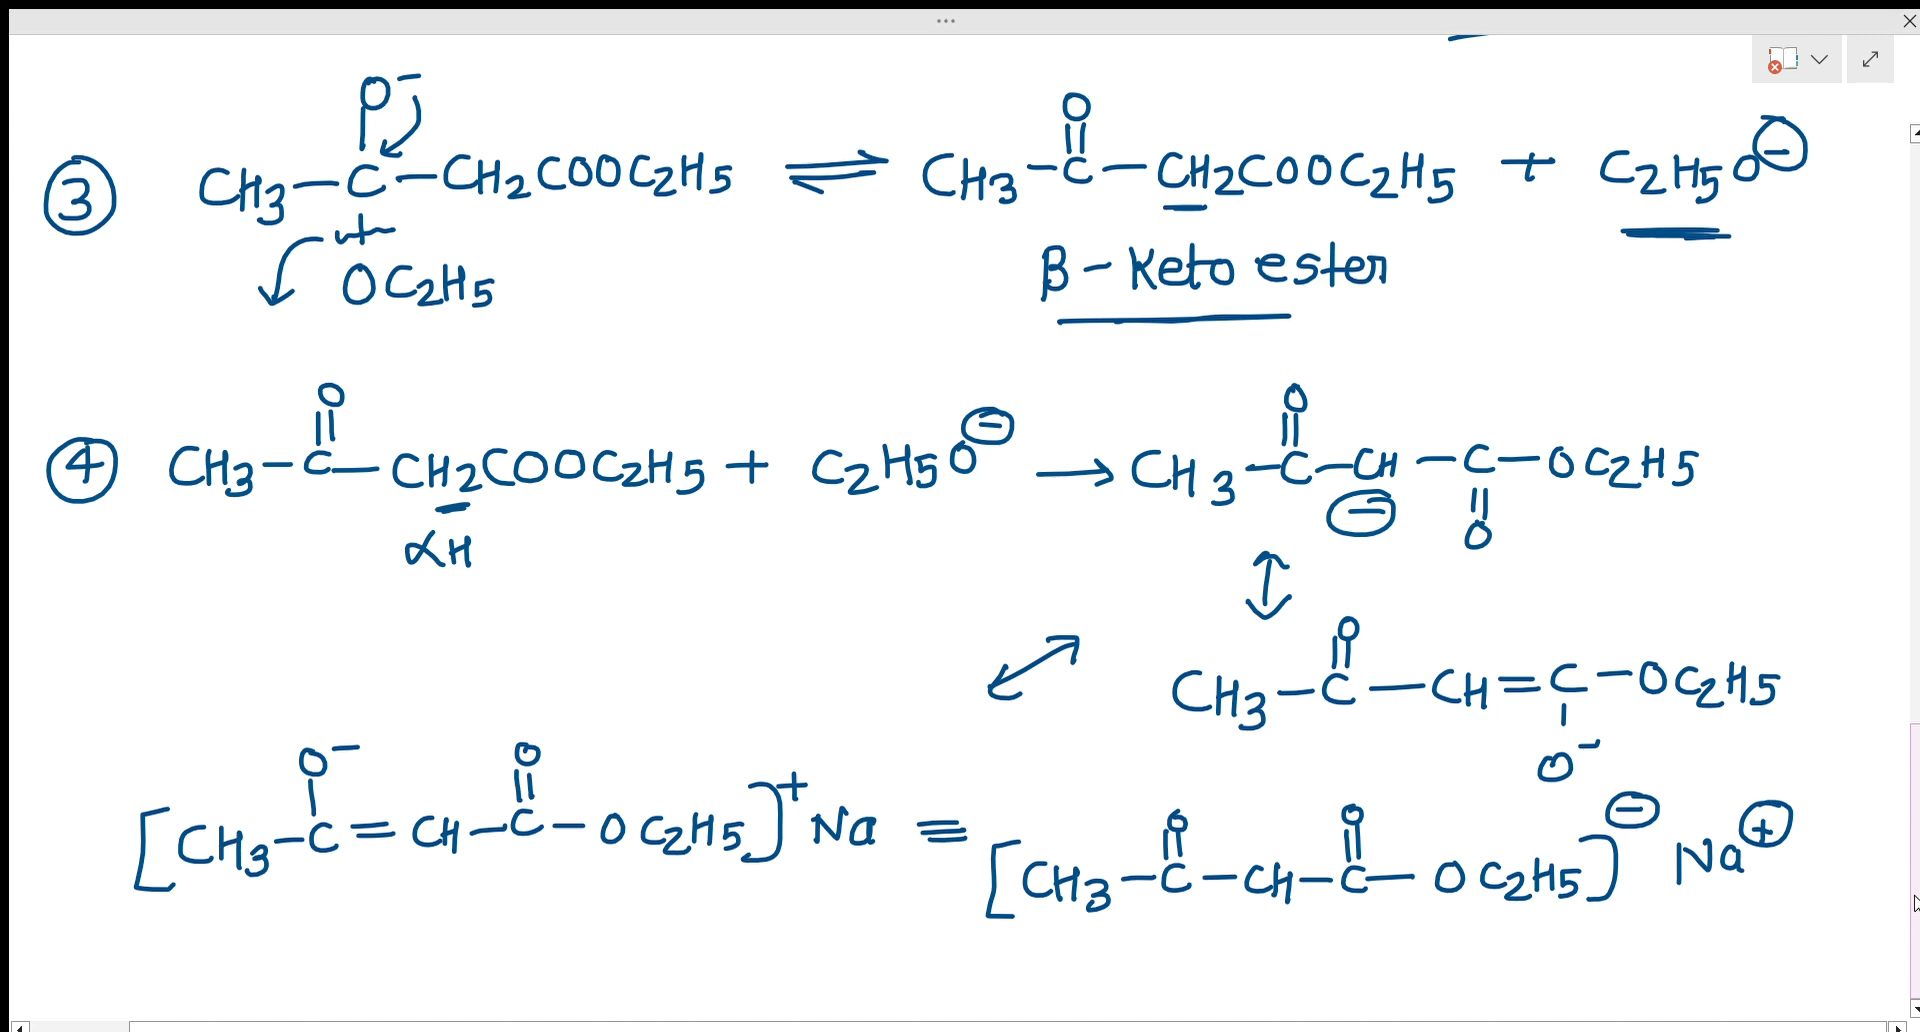 O⁻ O
③ CH3–C–CH2COOC2H5 ⇌ CH3–C–CH2COOC2H5 + C2H5O⊖
OC2H5 β-Keto ester
O O
④ CH3–C–CH2COOC2H5 + C2H5O⊖ → CH3–C–CH–C–OC2H5
αH ⊖ O
↕
O
↔ CH3–C–CH=C–OC2H5
O⁻
O⁻ O
[CH3–C=CH–C–OC2H5]⁺Na ≡
O O
[CH3–C–CH–C–OC2H5]⊖ Na⊕